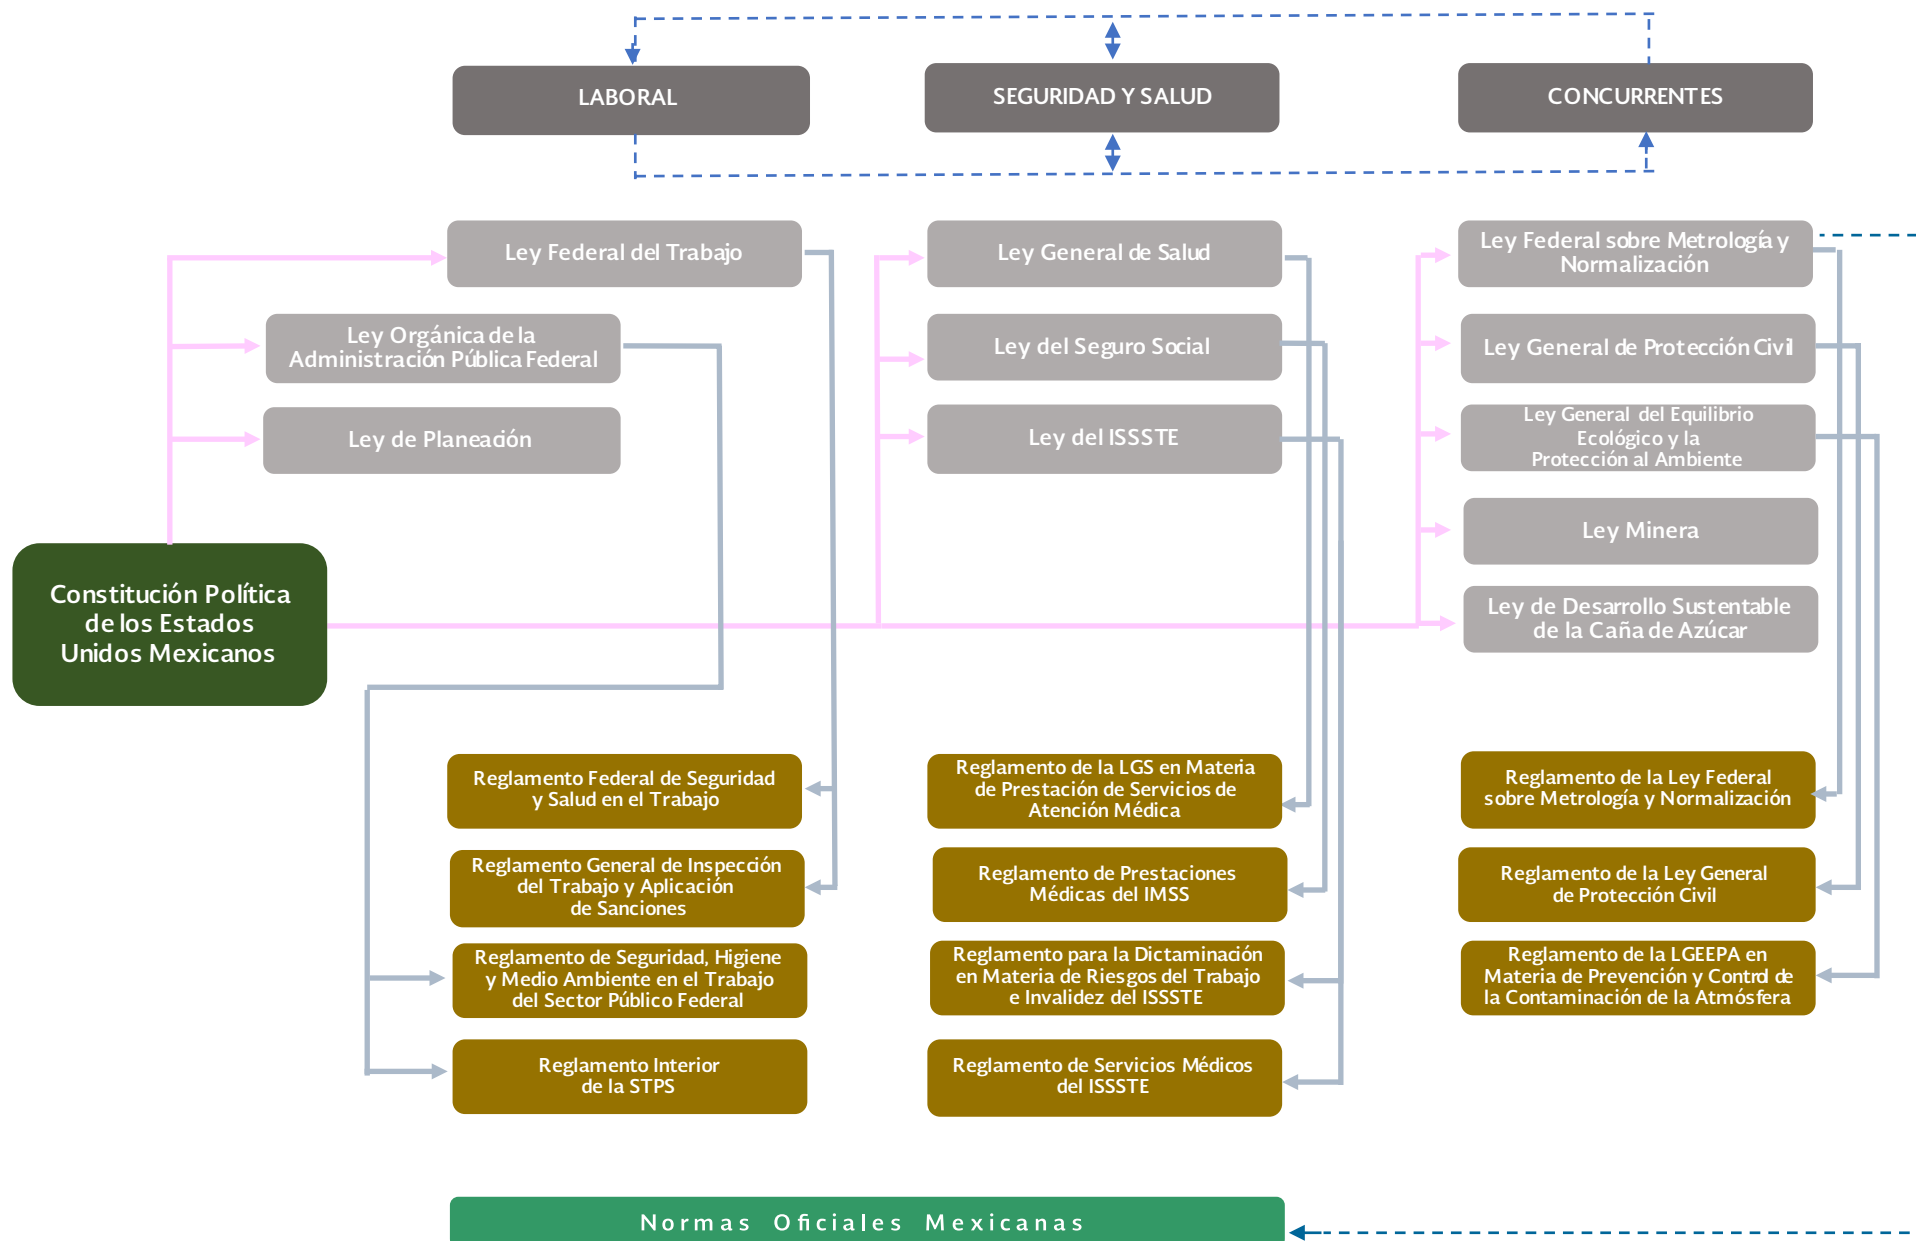 LABORAL
SEGURIDAD Y SALUD
CONCURRENTES
Ley Federal del Trabajo
Ley Orgánica de la
Administración Pública Federal
Ley de Planeación
Ley General de Salud
Ley del Seguro Social
Ley del ISSSTE
Ley Federal sobre Metrología y
Normalización
Ley General de Protección Civil
Ley General del Equilibrio
Ecológico y la
Protección al Ambiente
Ley Minera
Ley de Desarrollo Sustentable
de la Caña de Azúcar
Constitución Política
de los Estados
Unidos Mexicanos
Reglamento Federal de Seguridad
y Salud en el Trabajo
Reglamento General de Inspección
del Trabajo y Aplicación
de Sanciones
Reglamento de Seguridad, Higiene
y Medio Ambiente en el Trabajo
del Sector Público Federal
Reglamento Interior
de la STPS
Reglamento de la LGS en Materia
de Prestación de Servicios de
Atención Médica
Reglamento de Prestaciones
Médicas del IMSS
Reglamento para la Dictaminación
en Materia de Riesgos del Trabajo
e Invalidez del ISSSTE
Reglamento de Servicios Médicos
del ISSSTE
Reglamento de la Ley Federal
sobre Metrología y Normalización
Reglamento de la Ley General
de Protección Civil
Reglamento de la LGEEPA en
Materia de Prevención y Control de
la Contaminación de la Atmósfera
Normas Oficiales Mexicanas